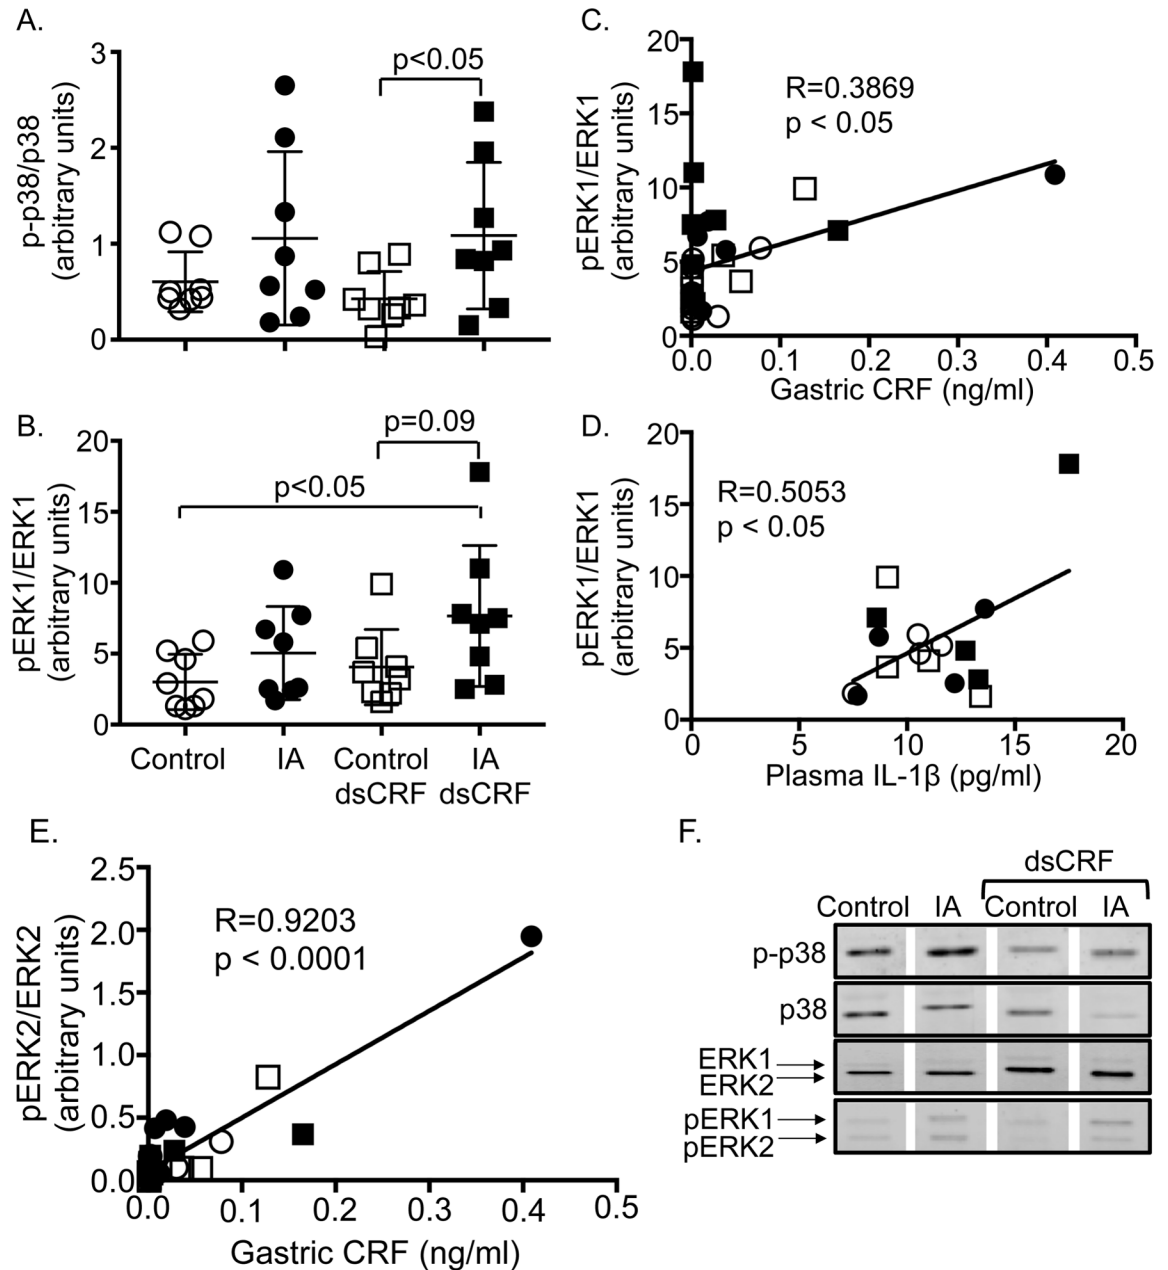 A.
p-p38/p38
(arbitrary units)
3
2
1
0
p<0.05
B.
pERK1/ERK1
(arbitrary units)
20
15
10
5
0
p<0.05
p=0.09
Control
IA
Control
dsCRF
IA
dsCRF
C.
pERK1/ERK1
(arbitrary units)
20
15
10
5
0
R=0.3869
p < 0.05
0.0 0.1 0.2 0.3 0.4 0.5
Gastric CRF (ng/ml)
D.
pERK1/ERK1
(arbitrary units)
20
15
10
5
0
R=0.5053
p < 0.05
0 5 10 15 20
Plasma IL-1β (pg/ml)
E.
pERK2/ERK2
(arbitrary units)
2.5
2.0
1.5
1.0
0.5
0.0
R=0.9203
p < 0.0001
0.0 0.1 0.2 0.3 0.4 0.5
Gastric CRF (ng/ml)
F.
dsCRF
Control IA Control IA
p-p38
p38
ERK1
ERK2
pERK1
pERK2